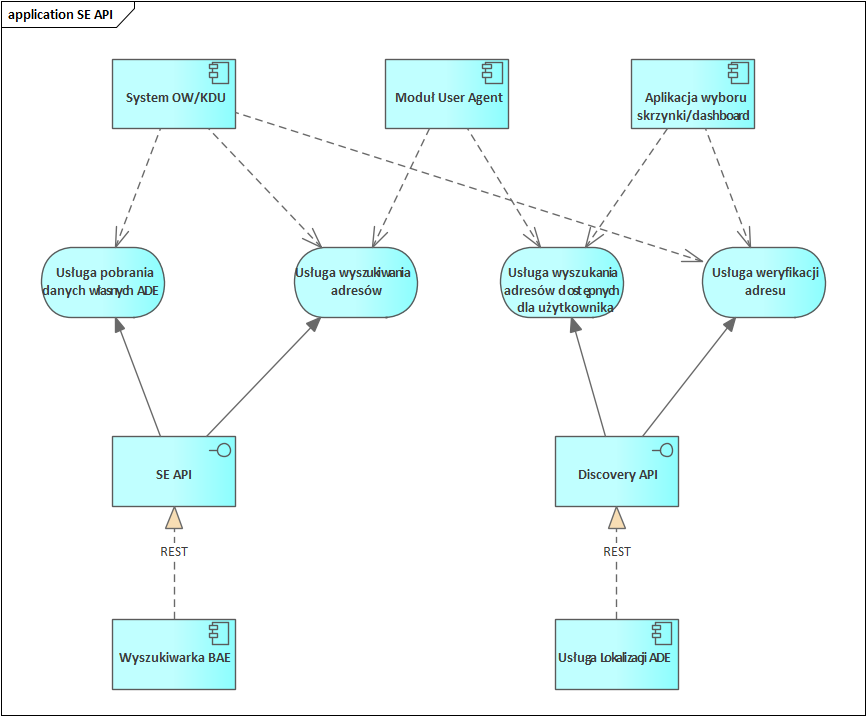 application SE API
System OW/KDU
Moduł User Agent
Aplikacja wyboru
skrzynki/dashboard
Usługa pobrania
danych własnych ADE
Usługa wyszukiwania
adresów
Usługa wyszukania
adresów dostępnych
dla użytkownika
Usługa weryfikacji
adresu
SE API
Discovery API
REST
REST
Wyszukiwarka BAE
Usługa Lokalizacji ADE